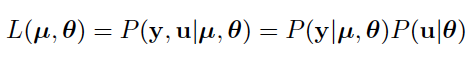 L(𝝁, 𝜽) = P(𝐲, 𝐮|𝝁, 𝜽) = P(𝐲|𝝁, 𝜽)P(𝐮|𝜽)